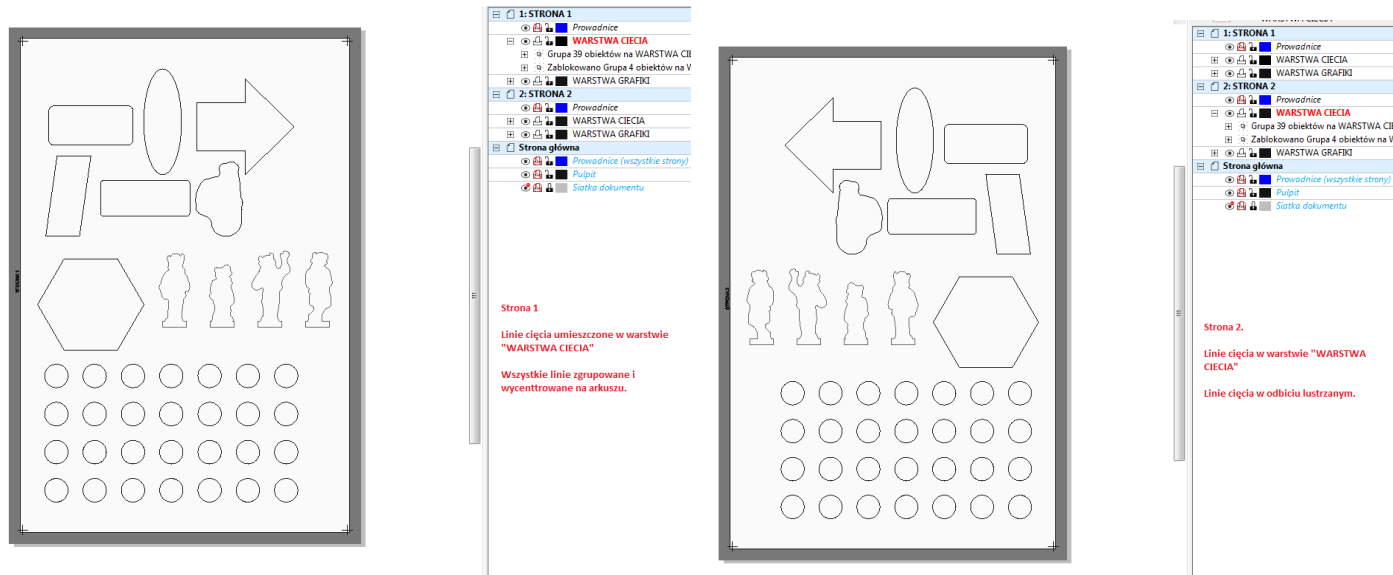 1: STRONA 1
Prowadnice
WARSTWA CIECIA
Grupa 39 obiektów na WARSTWA CIE
Zablokowano Grupa 4 obiektów na W
WARSTWA GRAFIKI
2: STRONA 2
Prowadnice
WARSTWA CIECIA
WARSTWA GRAFIKI
Strona główna
Prowadnice (wszystkie strony)
Pulpit
Siatka dokumentu
Strona 1
Linie cięcia umieszczone w warstwie
"WARSTWA CIECIA"
Wszystkie linie zgrupowane i
wycenttrowane na arkuszu.
1: STRONA 1
Prowadnice
WARSTWA CIECIA
WARSTWA GRAFIKI
2: STRONA 2
Prowadnice
WARSTWA CIECIA
Grupa 39 obiektów na WARSTWA CIE
Zablokowano Grupa 4 obiektów na W
WARSTWA GRAFIKI
Strona główna
Prowadnice (wszystkie strony)
Pulpit
Siatka dokumentu
Strona 2.
Linie cięcia w warstwie "WARSTWA
CIECIA"
Linie cięcia w odbiciu lustrzanym.